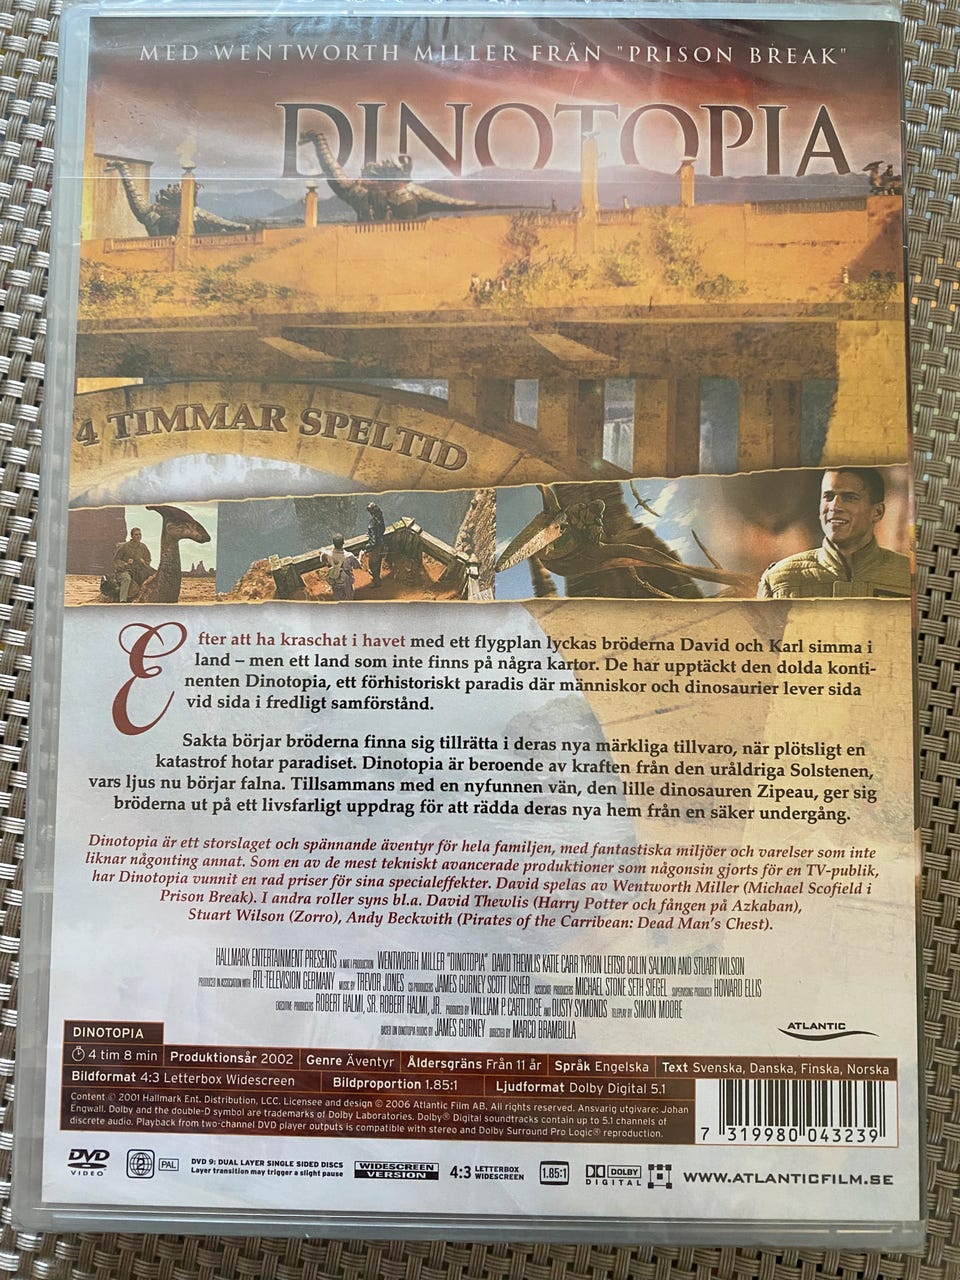 MED WENTWORTH MILLER FRÅN "PRISON BREAK"
DINOTOPIA
4 TIMMAR SPELTID
Efter att ha kraschat i havet med ett flygplan lyckas bröderna David och Karl simma i
land – men ett land som inte finns på några kartor. De har upptäckt den dolda konti-
nenten Dinotopia, ett förhistoriskt paradis där människor och dinosaurier lever sida
vid sida i fredligt samförstånd.
Sakta börjar bröderna finna sig tillrätta i deras nya märkliga tillvaro, när plötsligt en
katastrof hotar paradiset. Dinotopia är beroende av kraften från den uråldriga Solstenen,
vars ljus nu börjar falna. Tillsammans med en nyfunnen vän, den lille dinosauren Zipeau, ger sig
bröderna ut på ett livsfarligt uppdrag för att rädda deras nya hem från en säker undergång.
Dinotopia är ett storslaget och spännande äventyr för hela familjen, med fantastiska miljöer och varelser som inte
liknar någonting annat. Som en av de mest tekniskt avancerade produktioner som någonsin gjorts för en TV-publik,
har Dinotopia vunnit en rad priser för sina specialeffekter. David spelas av Wentworth Miller (Michael Scofield i
Prison Break). I andra roller syns bl.a. David Thewlis (Harry Potter och fången på Azkaban),
Stuart Wilson (Zorro), Andy Beckwith (Pirates of the Carribean: Dead Man's Chest).
HALLMARK ENTERTAINMENT PRESENTS A MAT I PRODUCTION WENTWORTH MILLER "DINOTOPIA" DAVID THEWLIS KATIE CARR TYRON LEITSO COLIN SALMON AND STUART WILSON
PRODUCED IN ASSOCIATION WITH RTL TELEVISION GERMANY MUSIC BY TREVOR JONES CO PRODUCERS JAMES GURNEY SCOTT USHER ASSOCIATE PRODUCERS MICHAEL STONE SETH SIEGEL SUPERVISING PRODUCER HOWARD ELLIS
EXECUTIVE PRODUCERS ROBERT HALMI, SR. ROBERT HALMI, JR. PRODUCED BY WILLIAM P. CARTLIDGE AND DUSTY SYMONDS TELEPLAY BY SIMON MOORE
BASED ON DINOTOPIA BOOKS BY JAMES GURNEY DIRECTED BY MARCO BRAMBILLA
ATLANTIC
DINOTOPIA
4 tim 8 min Produktionsår 2002 Genre Äventyr Åldersgräns Från 11 år Språk Engelska Text Svenska, Danska, Finska, Norska
Bildformat 4:3 Letterbox Widescreen Bildproportion 1.85:1 Ljudformat Dolby Digital 5.1
Content © 2001 Hallmark Ent. Distribution, LCC. Licensee and design © 2006 Atlantic Film AB. All rights reserved. Ansvarig utgivare: Johan
Engwall. Dolby and the double-D symbol are trademarks of Dolby Laboratories. Dolby® Digital soundtracks contain up to 5.1 channels of
discrete audio. Playback from two-channel DVD player outputs is compatible with stereo and Dolby Surround Pro Logic® reproduction.
7 319980 043239
DVD VIDEO 2 PAL DVD 9: DUAL LAYER SINGLE SIDED DISCS
Layer transition may trigger a slight pause
WIDESCREEN VERSION 4:3 LETTERBOX WIDESCREEN 1.85:1 DOLBY DIGITAL WWW.ATLANTICFILM.SE